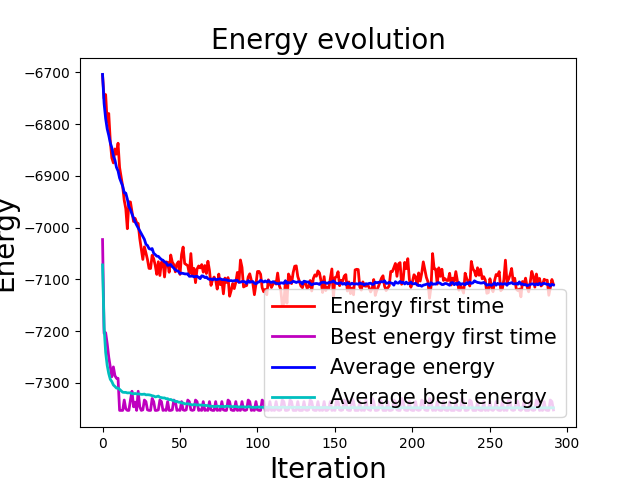 Energy evolution
Energy
−6700
−6800
−6900
−7000
−7100
−7200
−7300
0
50
100
150
200
250
300
Iteration
Energy first time
Best energy first time
Average energy
Average best energy